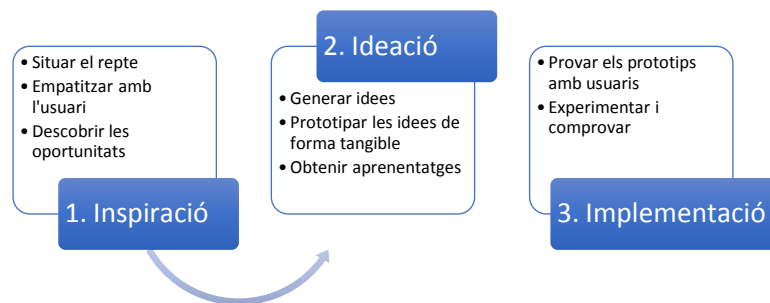 • Situar el repte
• Empatitzar amb
l'usuari
• Descobrir les
oportunitats
1. Inspiració
2. Ideació
• Generar idees
• Prototipar les idees de
forma tangible
• Obtenir aprenentatges
• Provar els prototips
amb usuaris
• Experimentar i
comprovar
3. Implementació